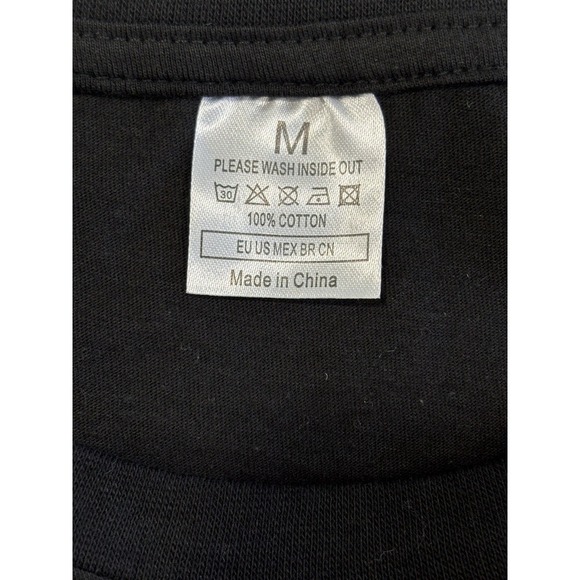 M
PLEASE WASH INSIDE OUT
30
100% COTTON
EU US MEX BR CN
Made in China